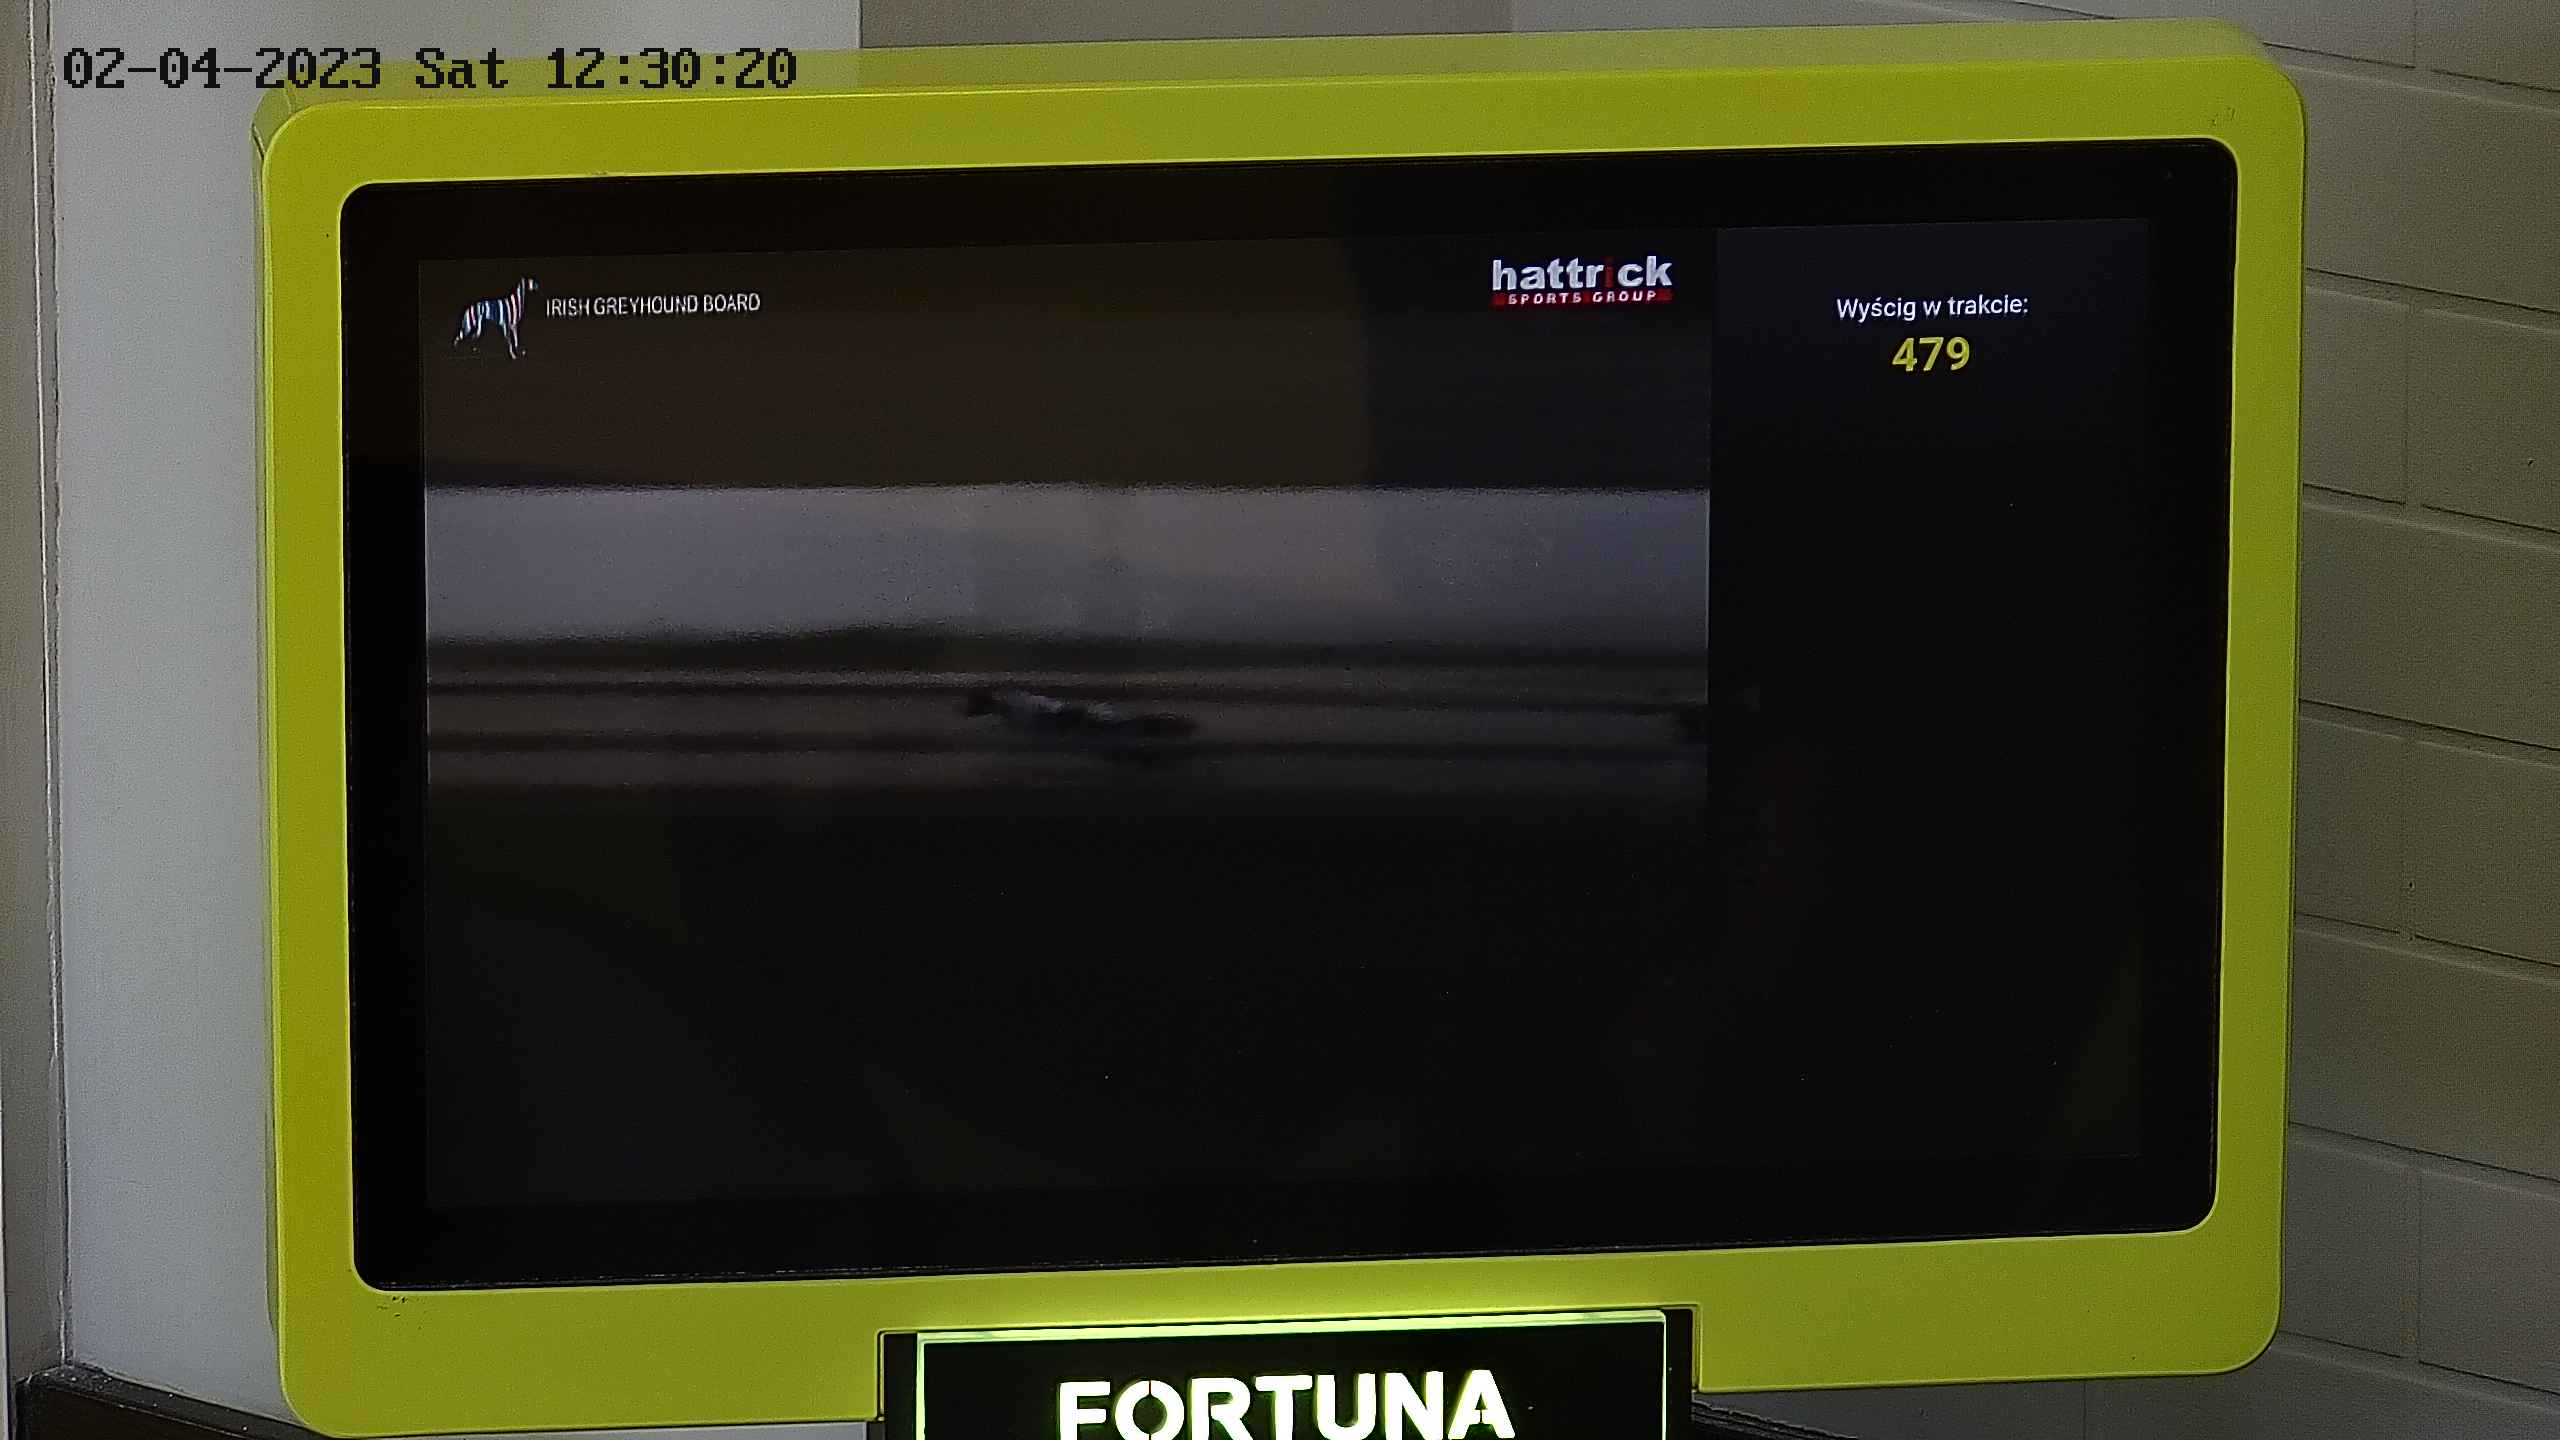 02-04-2023 Sat 12:30:20
IRISH GREYHOUND BOARD
hattrick
SPORTS GROUP
Wyścig w trakcie:
479
FORTUNA